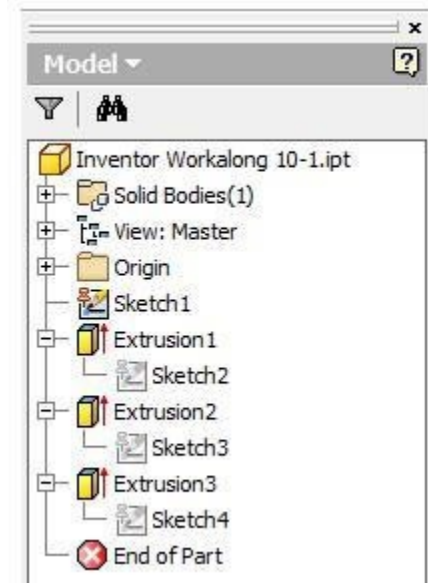 Model
Inventor Workalong 10-1.ipt
Solid Bodies(1)
View: Master
Origin
Sketch1
Extrusion1
Sketch2
Extrusion2
Sketch3
Extrusion3
Sketch4
End of Part